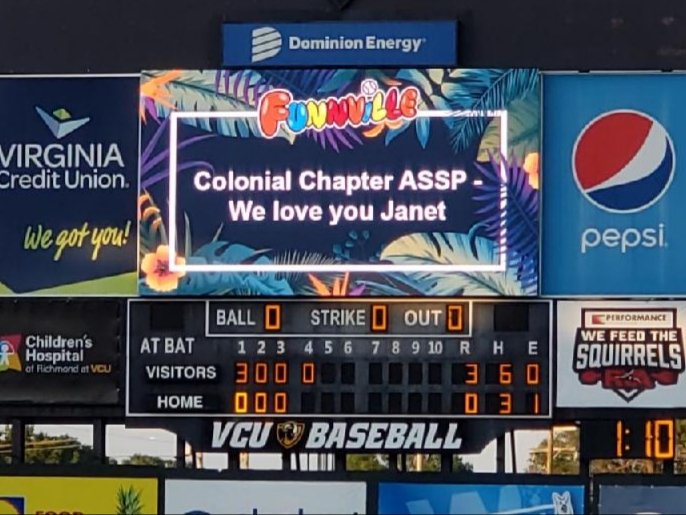 Dominion Energy®
VIRGINIA
Credit Union.
We got you!
FUNNVILLE
Colonial Chapter ASSP -
We love you Janet
pepsi.
Children's
Hospital
of Richmond at VCU
BALL 0 STRIKE 0 OUT 0
AT BAT 1 2 3 4 5 6 7 8 9 10 R H E
VISITORS 3 0 0 0 3 6 0
HOME 0 0 0 0 3 1
PERFORMANCE
WE FEED THE
SQUIRRELS
VCU BASEBALL
1:10
FOOD